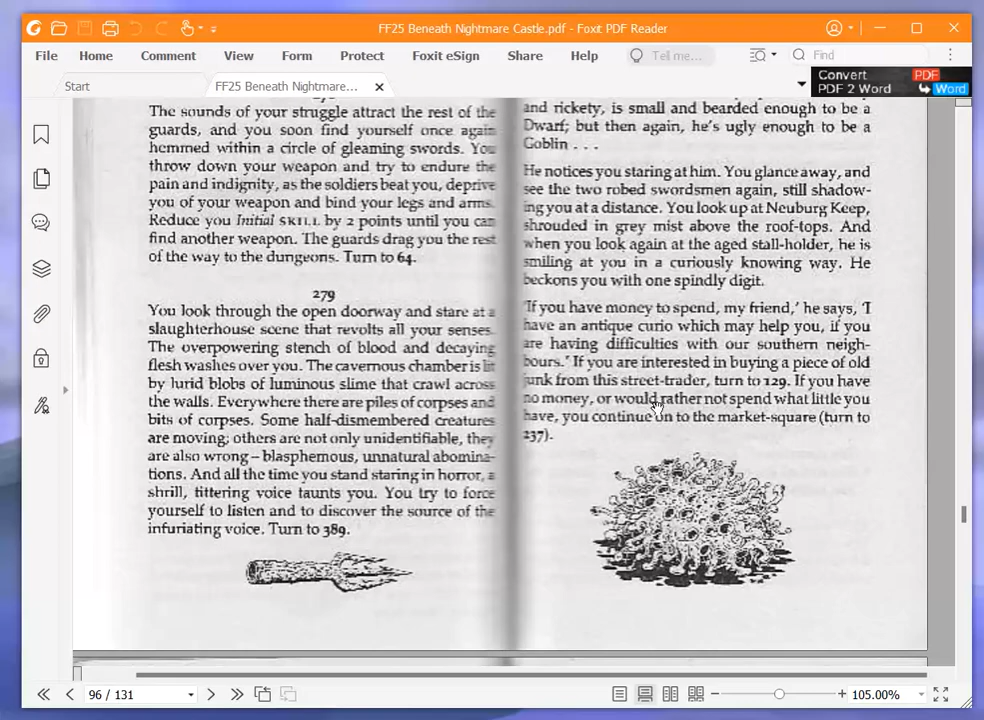 FF25 Beneath Nightmare Castle.pdf - Foxit PDF Reader
File Home Comment View Form Protect Foxit eSign Share Help Tell me... Find
Start FF25 Beneath Nightmare...
Convert PDF
PDF 2 Word Word
The sounds of your struggle attract the rest of the
guards, and you soon find yourself once again
hemmed within a circle of gleaming swords. You
throw down your weapon and try to endure the
pain and indignity, as the soldiers beat you, deprive
you of your weapon and bind your legs and arms.
Reduce you Initial SKILL by 2 points until you can
find another weapon. The guards drag you the rest
of the way to the dungeons. Turn to 64.
279
You look through the open doorway and stare at a
slaughterhouse scene that revolts all your senses.
The overpowering stench of blood and decaying
flesh washes over you. The cavernous chamber is lit
by lurid blobs of luminous slime that crawl across
the walls. Everywhere there are piles of corpses and
bits of corpses. Some half-dismembered creatures
are moving; others are not only unidentifiable, they
are also wrong – blasphemous, unnatural abomina-
tions. And all the time you stand staring in horror, a
shrill, tittering voice taunts you. You try to force
yourself to listen and to discover the source of the
infuriating voice. Turn to 389.
and rickety, is small and bearded enough to be a
Dwarf; but then again, he's ugly enough to be a
Goblin . . .
He notices you staring at him. You glance away, and
see the two robed swordsmen again, still shadow-
ing you at a distance. You look up at Neuburg Keep,
shrouded in grey mist above the roof-tops. And
when you look again at the aged stall-holder, he is
smiling at you in a curiously knowing way. He
beckons you with one spindly digit.
'If you have money to spend, my friend,' he says, 'I
have an antique curio which may help you, if you
are having difficulties with our southern neigh-
bours.' If you are interested in buying a piece of old
junk from this street-trader, turn to 129. If you have
no money, or would rather not spend what little you
have, you continue on to the market-square (turn to
237).
96 / 131
105.00%